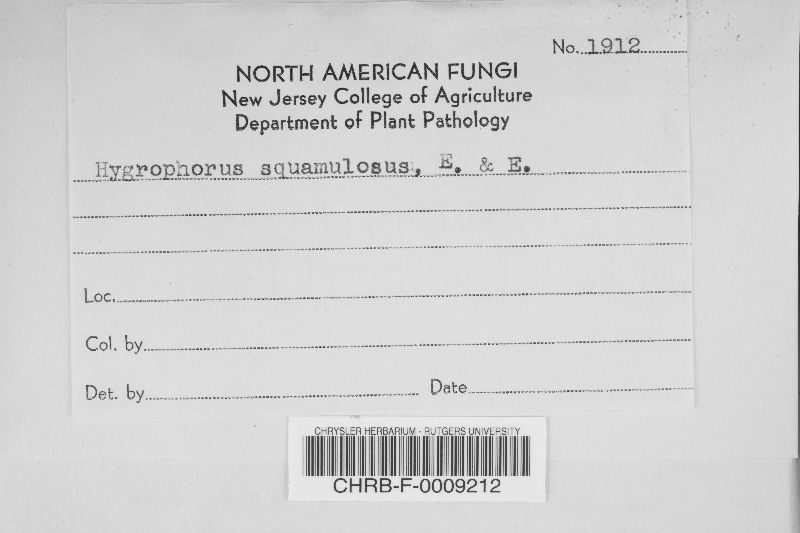 No. 1912
NORTH AMERICAN FUNGI
New Jersey College of Agriculture
Department of Plant Pathology
Hygrophorus squamulosus, E. & E.
Loc.
Col. by
Det. by Date
CHRYSLER HERBARIUM - RUTGERS UNIVERSITY
CHRB-F-0009212